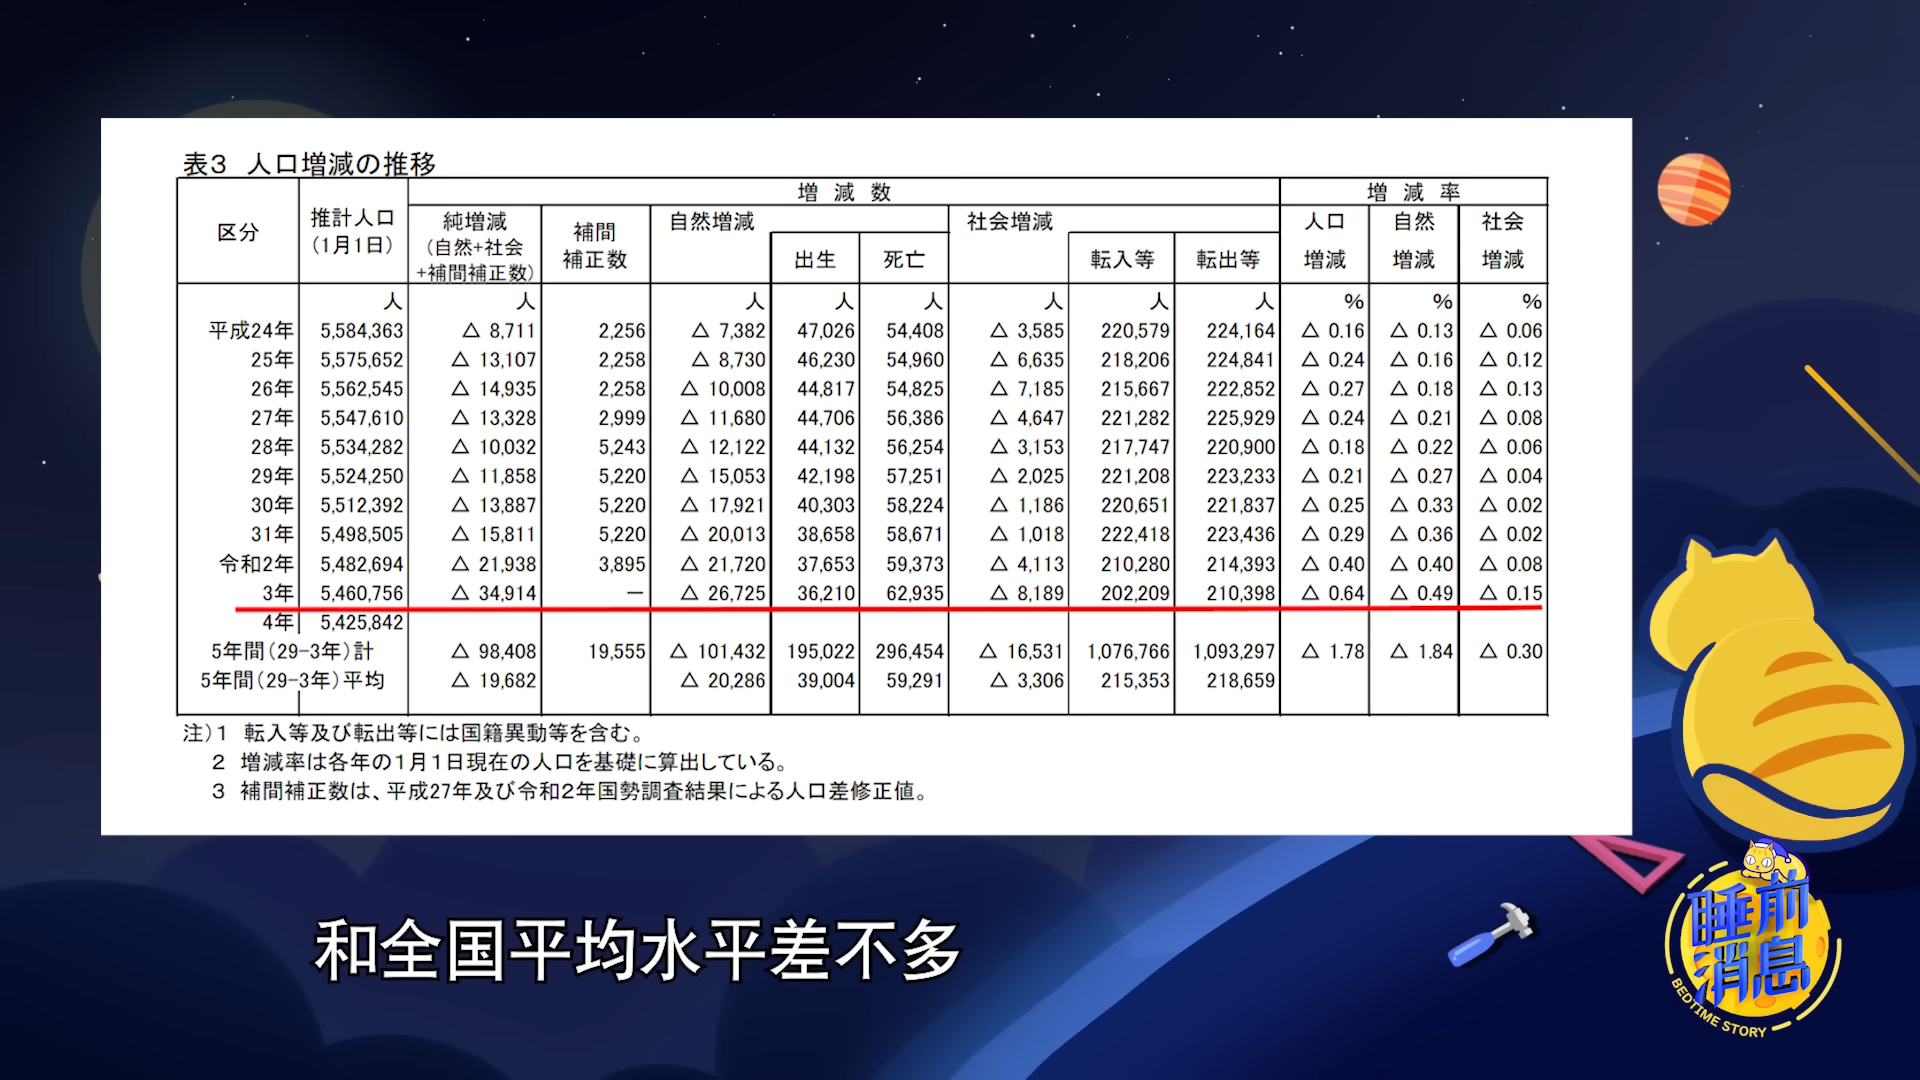 表3 人口増減の推移
区分 推計人口 (1月1日) 増減数 増減率
純増減 (自然+社会 +補間補正数) 補間 補正数 自然増減 社会増減 人口 増減 自然 増減 社会 増減
出生 死亡 転入等 転出等
人 人 人 人 人 人 人 人 % % %
平成24年 5,584,363 △ 8,711 2,256 △ 7,382 47,026 54,408 △ 3,585 220,579 224,164 △ 0.16 △ 0.13 △ 0.06
25年 5,575,652 △ 13,107 2,258 △ 8,730 46,230 54,960 △ 6,635 218,206 224,841 △ 0.24 △ 0.16 △ 0.12
26年 5,562,545 △ 14,935 2,258 △ 10,008 44,817 54,825 △ 7,185 215,667 222,852 △ 0.27 △ 0.18 △ 0.13
27年 5,547,610 △ 13,328 2,999 △ 11,680 44,706 56,386 △ 4,647 221,282 225,929 △ 0.24 △ 0.21 △ 0.08
28年 5,534,282 △ 10,032 5,243 △ 12,122 44,132 56,254 △ 3,153 217,747 220,900 △ 0.18 △ 0.22 △ 0.06
29年 5,524,250 △ 11,858 5,220 △ 15,053 42,198 57,251 △ 2,025 221,208 223,233 △ 0.21 △ 0.27 △ 0.04
30年 5,512,392 △ 13,887 5,220 △ 17,921 40,303 58,224 △ 1,186 220,651 221,837 △ 0.25 △ 0.33 △ 0.02
31年 5,498,505 △ 15,811 5,220 △ 20,013 38,658 58,671 △ 1,018 222,418 223,436 △ 0.29 △ 0.36 △ 0.02
令和2年 5,482,694 △ 21,938 3,895 △ 21,720 37,653 59,373 △ 4,113 210,280 214,393 △ 0.40 △ 0.40 △ 0.08
3年 5,460,756 △ 34,914 － △ 26,725 36,210 62,935 △ 8,189 202,209 210,398 △ 0.64 △ 0.49 △ 0.15
4年 5,425,842
5年間(29-3年)計 △ 98,408 19,555 △ 101,432 195,022 296,454 △ 16,531 1,076,766 1,093,297 △ 1.78 △ 1.84 △ 0.30
5年間(29-3年)平均 △ 19,682 △ 20,286 39,004 59,291 △ 3,306 215,353 218,659
注)1 転入等及び転出等には国籍異動等を含む。
2 増減率は各年の1月1日現在の人口を基礎に算出している。
3 補間補正数は、平成27年及び令和2年国勢調査結果による人口差修正値。
和全国平均水平差不多
睡前
消息
BEDTIME STORY